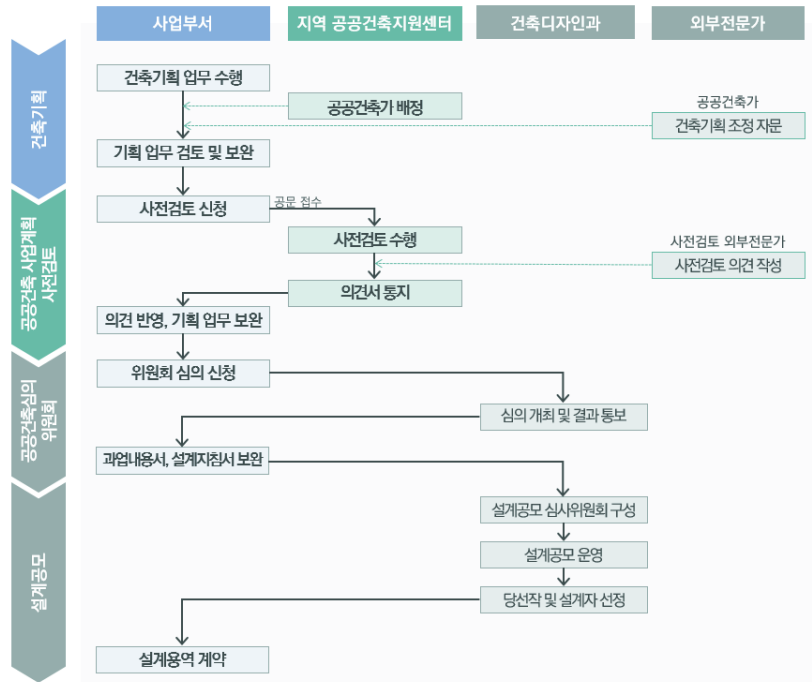 사업부서
지역 공공건축지원센터
건축디자인과
외부전문가
건축기획
건축기획 업무 수행
공공건축가 배정
공공건축가
건축기획 조정 자문
기획 업무 검토 및 보완
공공건축 사업계획
사전검토
사전검토 신청
공문 접수
사전검토 수행
사전검토 외부전문가
사전검토 의견 작성
의견서 통지
의견 반영, 기획 업무 보완
공공건축심의
위원회
위원회 심의 신청
심의 개최 및 결과 통보
과업내용서, 설계지침서 보완
설계공모
설계공모 심사위원회 구성
설계공모 운영
당선작 및 설계자 선정
설계용역 계약